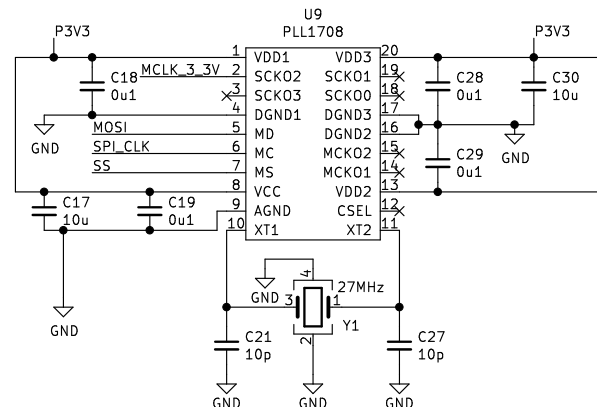 U9
PLL1708
P3V3
P3V3
1 VDD1 VDD3 20
C18 0u1
MCLK_3_3V 2 SCKO2 SCKO1 19
C28 0u1
C30 10u
3 SCKO3 SCKO0 18
4 DGND1 DGND3 17
GND
MOSI 5 MD DGND2 16
GND
SPI_CLK 6 MC MCKO2 15
C29 0u1
SS 7 MS MCKO1 14
8 VCC VDD2 13
C17 10u
C19 0u1
9 AGND CSEL 12
10 XT1 XT2 11
GND
GND
4
27MHz
3
1
Y1
2
C21 10p
C27 10p
GND
GND
GND